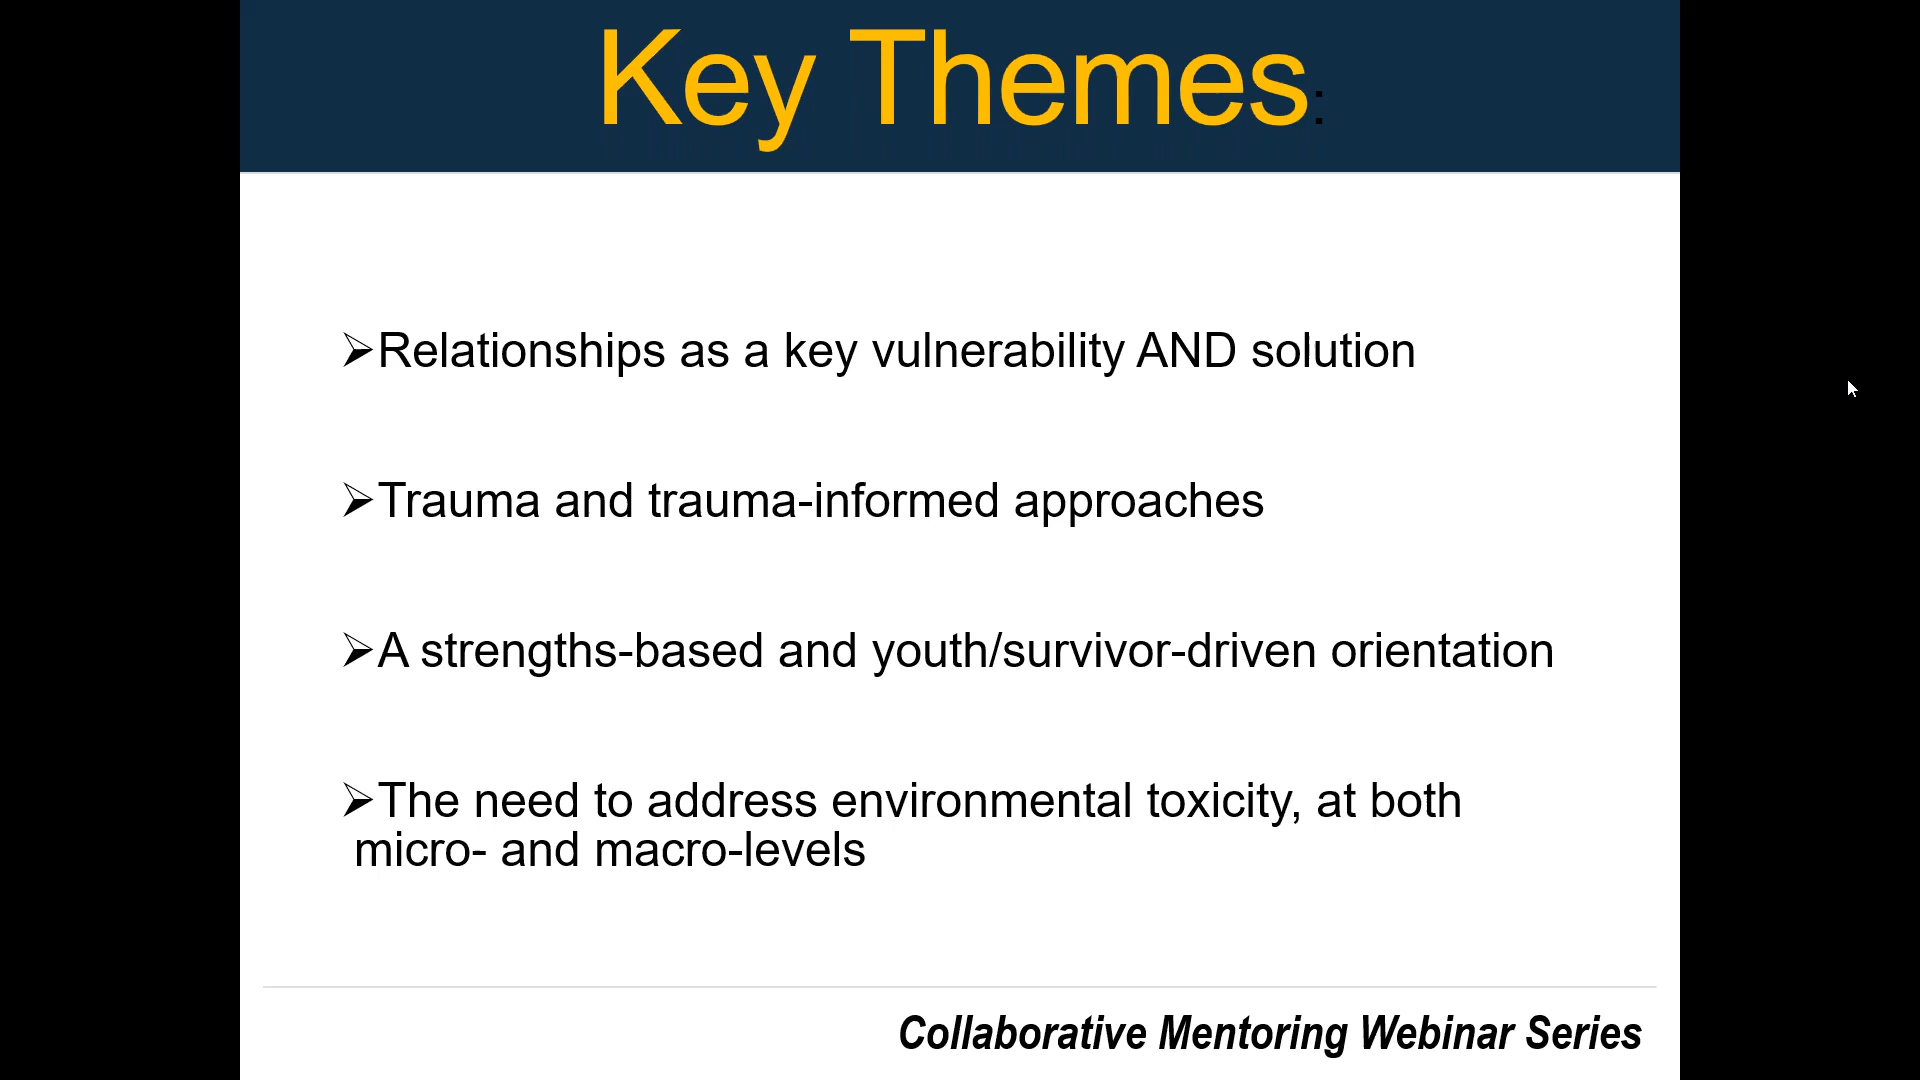 Key Themes:
➢Relationships as a key vulnerability AND solution
➢Trauma and trauma-informed approaches
➢A strengths-based and youth/survivor-driven orientation
➢The need to address environmental toxicity, at both
micro- and macro-levels
Collaborative Mentoring Webinar Series